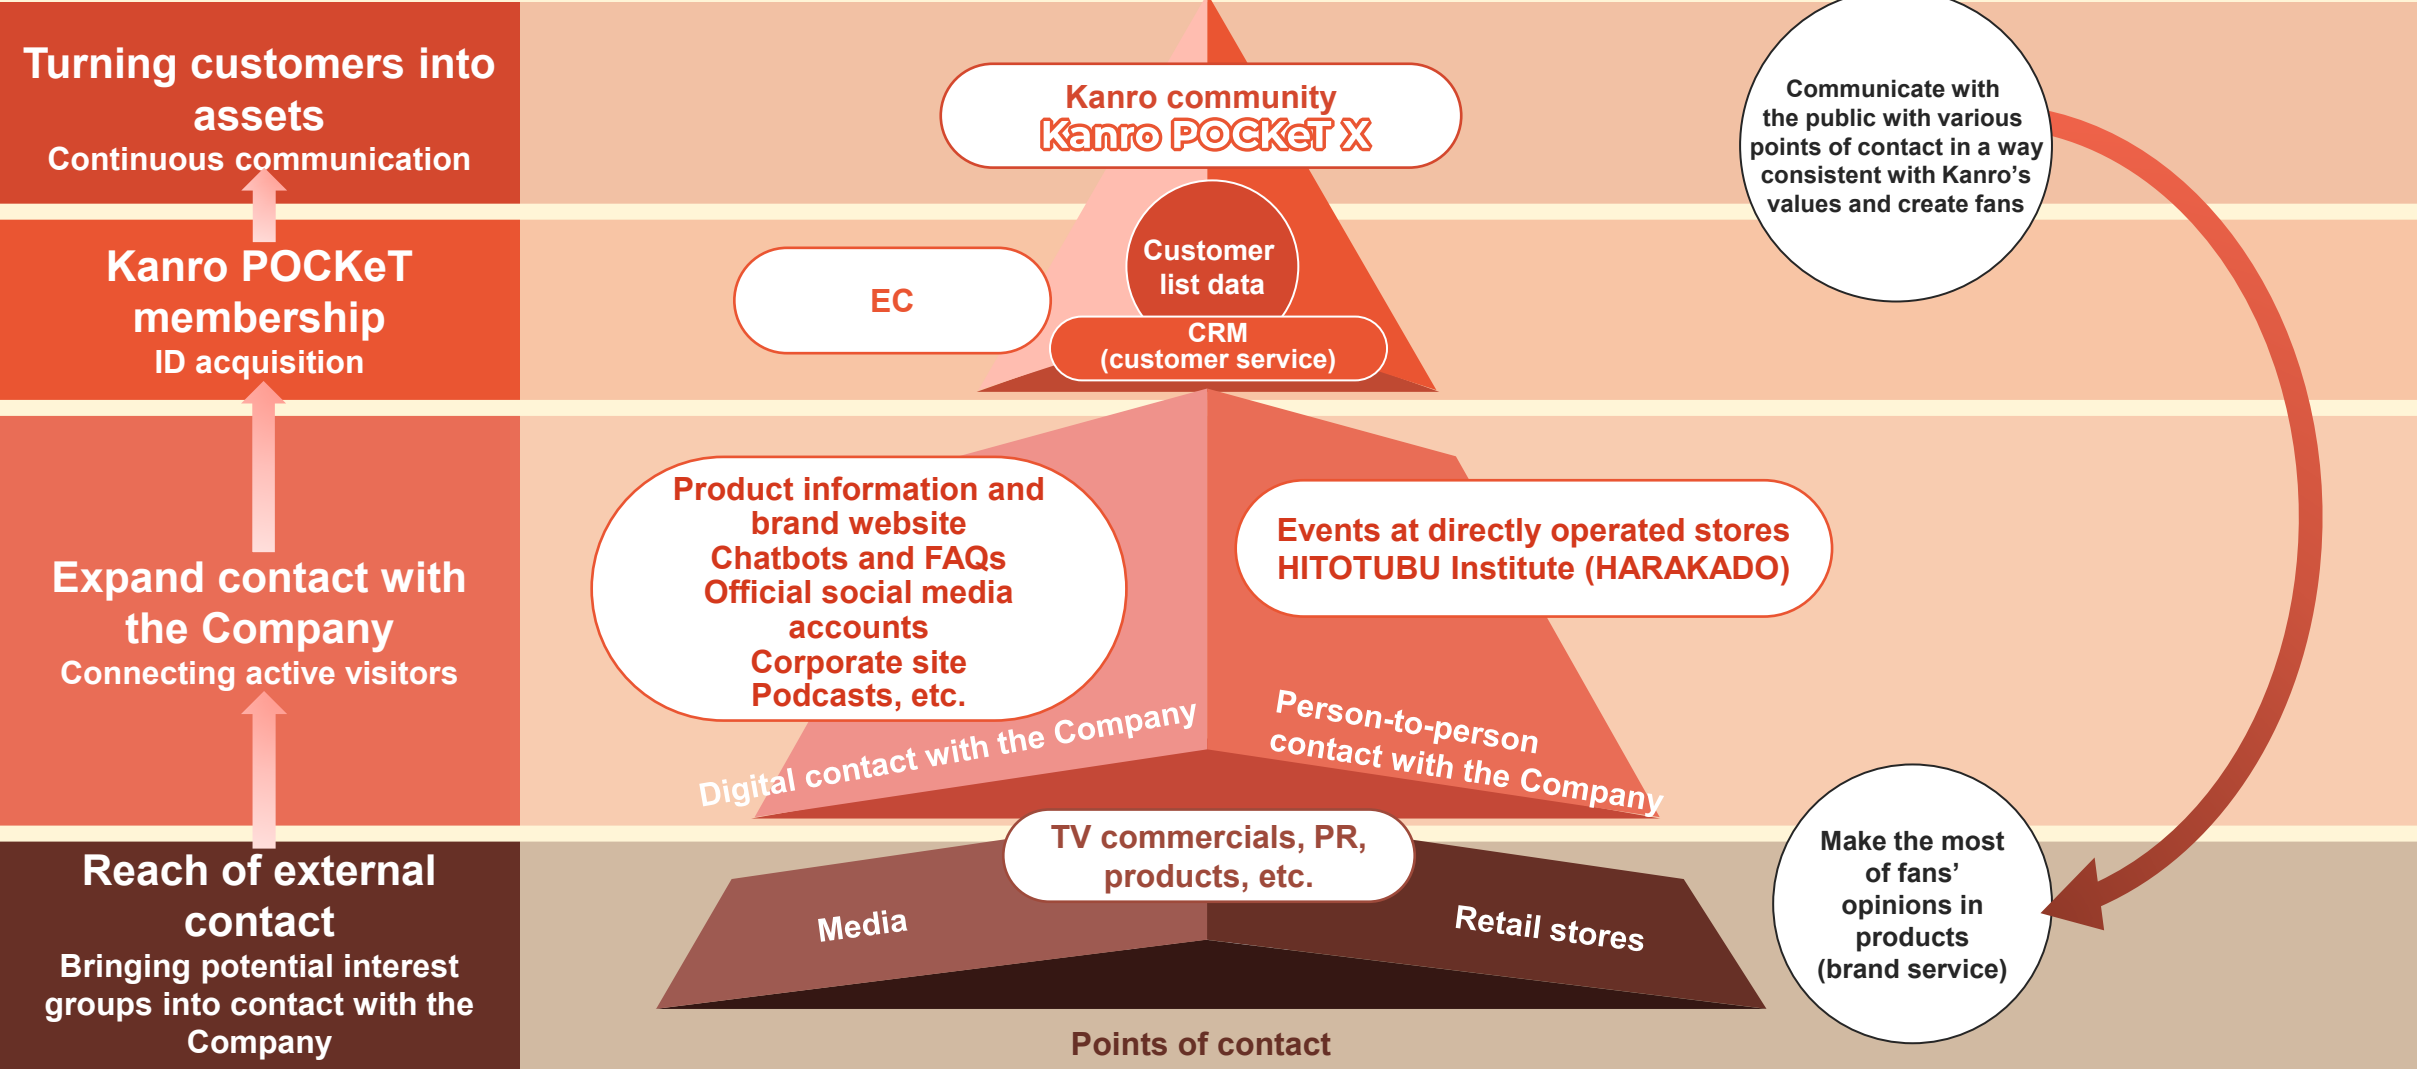 Turning customers into
assets
Continuous communication
Kanro POCKeT
membership
ID acquisition
Expand contact with
the Company
Connecting active visitors
Reach of external
contact
Bringing potential interest
groups into contact with the
Company
Kanro community
Kanro POCKeT X
Customer
list data
CRM
(customer service)
EC
Product information and
brand website
Chatbots and FAQs
Official social media
accounts
Corporate site
Podcasts, etc.
Digital contact with the Company
Events at directly operated stores
HITOTUBU Institute (HARAKADO)
Person-to-person
contact with the Company
TV commercials, PR,
products, etc.
Media
Retail stores
Points of contact
Communicate with
the public with various
points of contact in a way
consistent with Kanro’s
values and create fans
Make the most
of fans’
opinions in
products
(brand service)